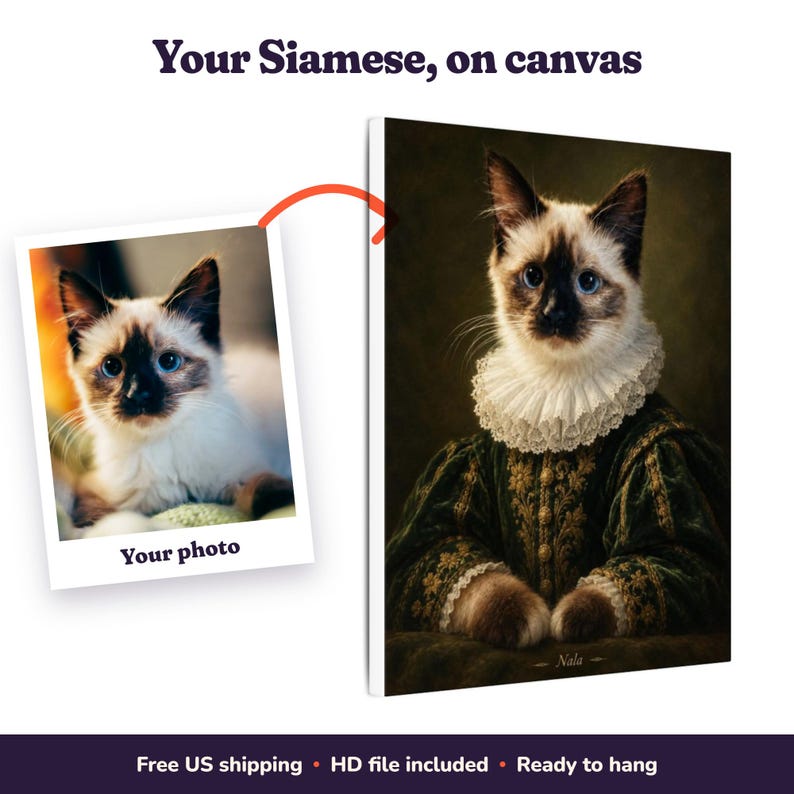 Your Siamese, on canvas
Your photo
Nala
Free US shipping • HD file included • Ready to hang